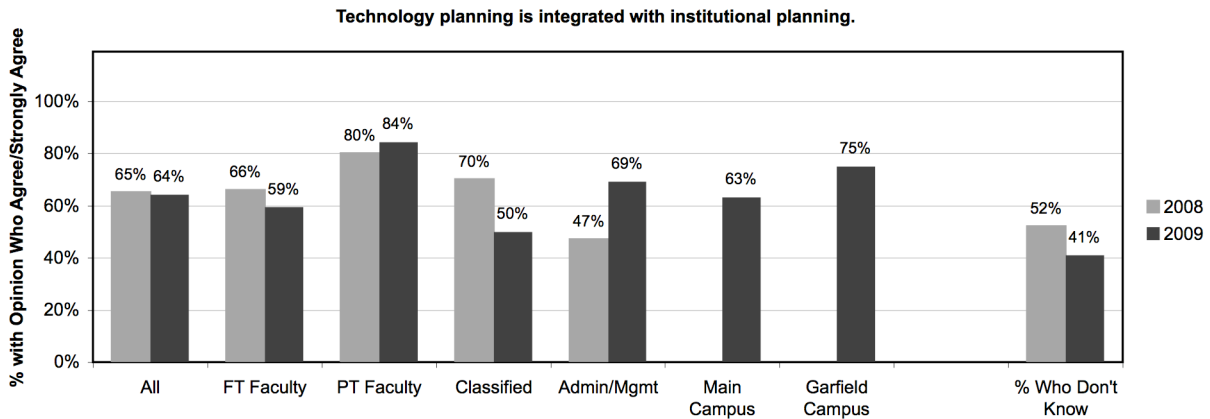 Technology planning is integrated with institutional planning.
% with Opinion Who Agree/Strongly Agree
100%
80%
60%
40%
20%
0%
65%
64%
66%
59%
80%
84%
70%
50%
47%
69%
63%
75%
52%
41%
All
FT Faculty
PT Faculty
Classified
Admin/Mgmt
Main
Campus
Garfield
Campus
% Who Don't
Know
2008
2009